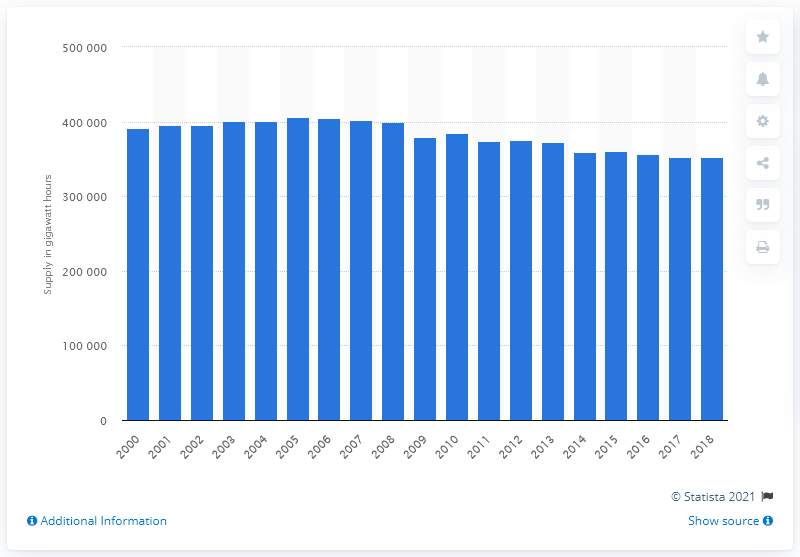 500 000
400 000
300 000
200 000
100 000
0
Supply in gigawatt hours
2000 2001 2002 2003 2004 2005 2006 2007 2008 2009 2010 2011 2012 2013 2014 2015 2016 2017 2018
© Statista 2021
Additional Information
Show source